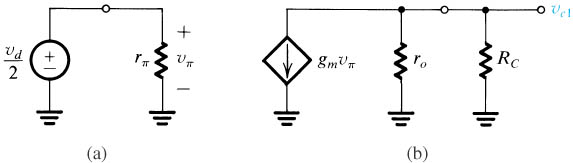 v_d/2
+
−
r_π
+
v_π
−
(a)
g_m v_π
r_o
R_C
v_c1
(b)